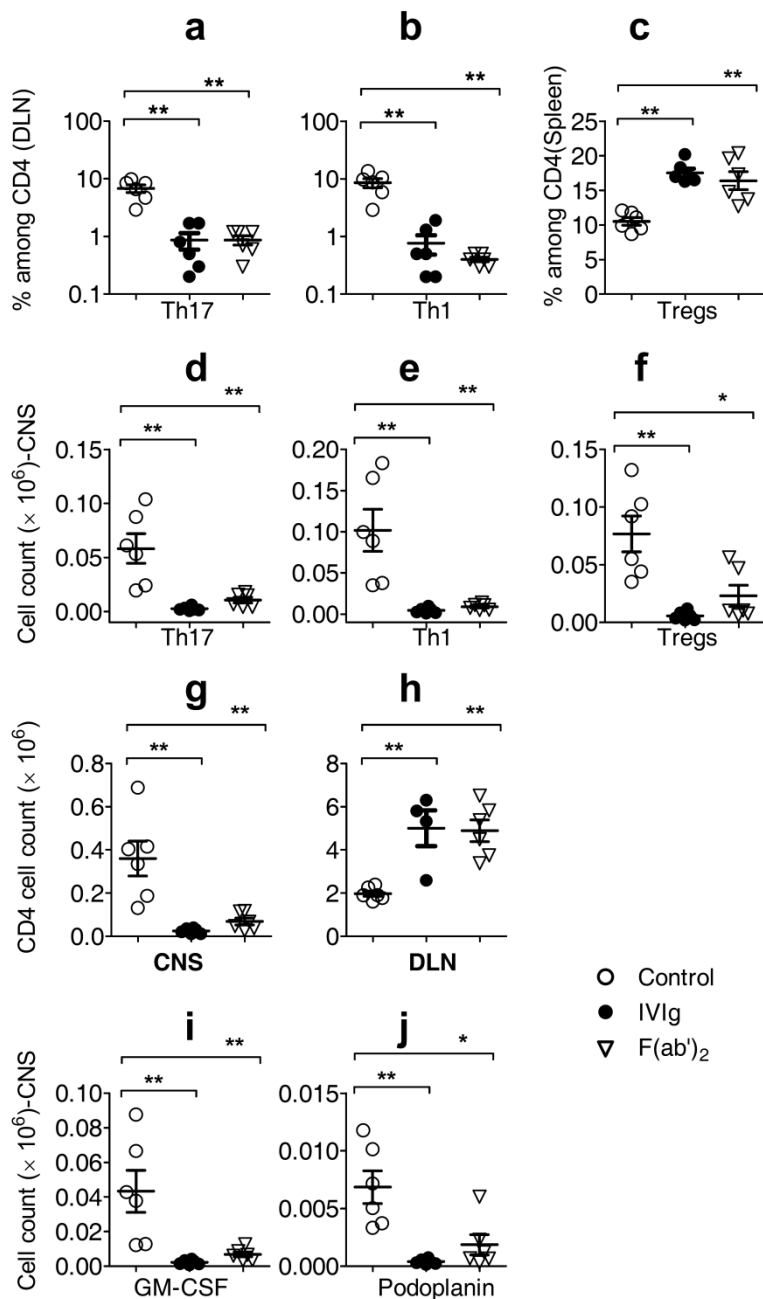 a b c
% among CD4 (DLN)
** **
100
10
1
0.1
Th17
** **
100
10
1
0.1
Th1
% among CD4(Spleen)
** **
25
20
15
10
5
0
Tregs
d e f
Cell count (× 10⁶)-CNS
** **
0.15
0.10
0.05
0.00
Th17
** **
0.20
0.15
0.10
0.05
0.00
Th1
** *
0.15
0.10
0.05
0.00
Tregs
g h
CD4 cell count (× 10⁶)
** **
0.8
0.6
0.4
0.2
0.0
CNS
** **
8
6
4
2
0
DLN
Control
IVIg
F(ab')₂
i j
Cell count (× 10⁶)-CNS
** **
0.10
0.08
0.06
0.04
0.02
0.00
GM-CSF
** *
0.015
0.010
0.005
0.000
Podoplanin